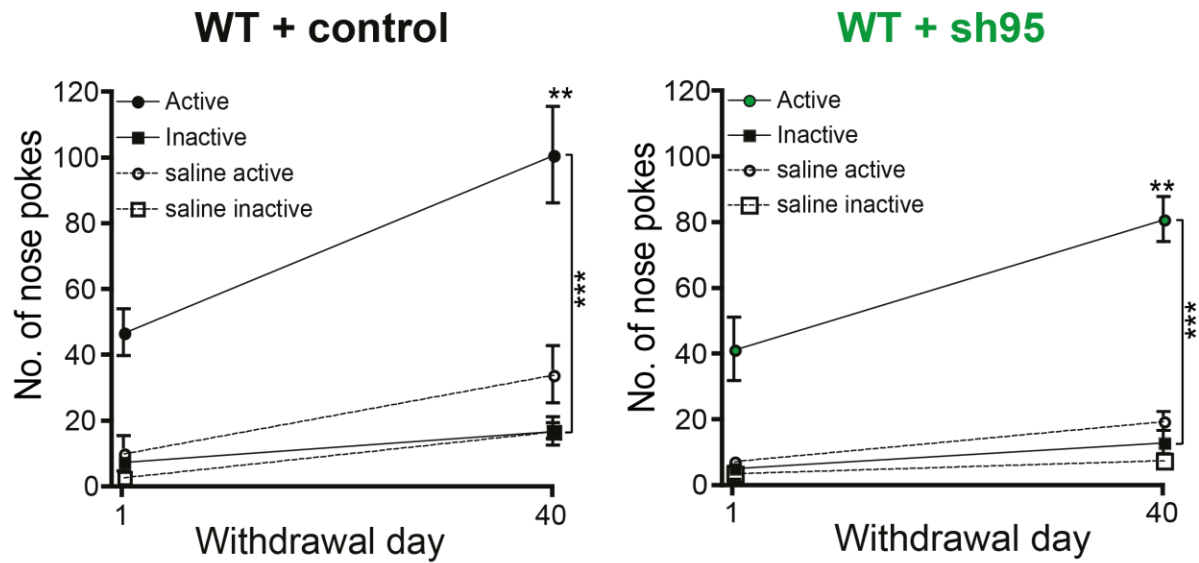 WT + control
120
100
80
60
40
20
0
No. of nose pokes
Active
Inactive
saline active
saline inactive
**
***
1
40
Withdrawal day
WT + sh95
120
100
80
60
40
20
0
No. of nose pokes
Active
Inactive
saline active
saline inactive
**
***
1
40
Withdrawal day